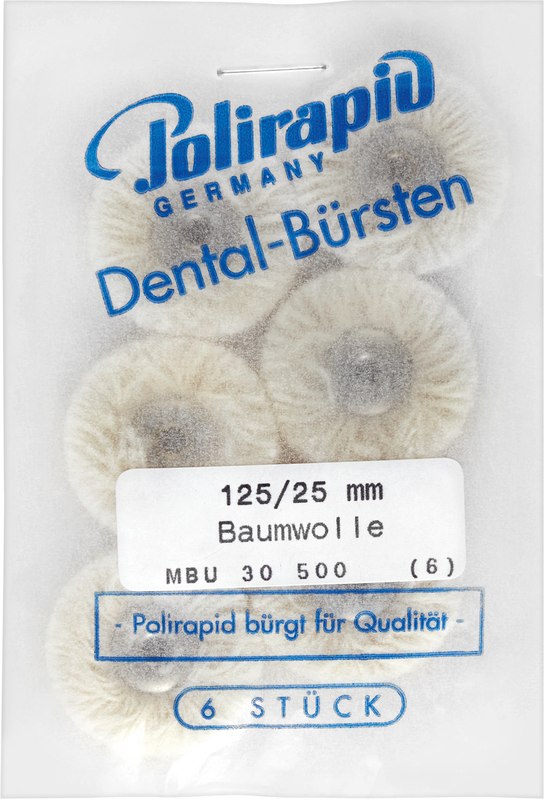 Polirapid
GERMANY
Dental-Bürsten
125/25 mm
Baumwolle
MBU 30 500 (6)
- Polirapid bürgt für Qualität -
6 STÜCK